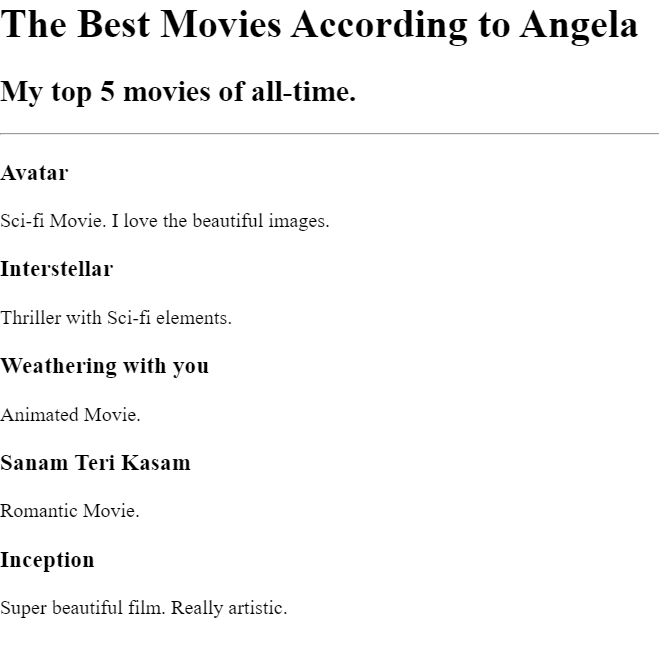 The Best Movies According to Angela
My top 5 movies of all-time.
Avatar
Sci-fi Movie. I love the beautiful images.
Interstellar
Thriller with Sci-fi elements.
Weathering with you
Animated Movie.
Sanam Teri Kasam
Romantic Movie.
Inception
Super beautiful film. Really artistic.